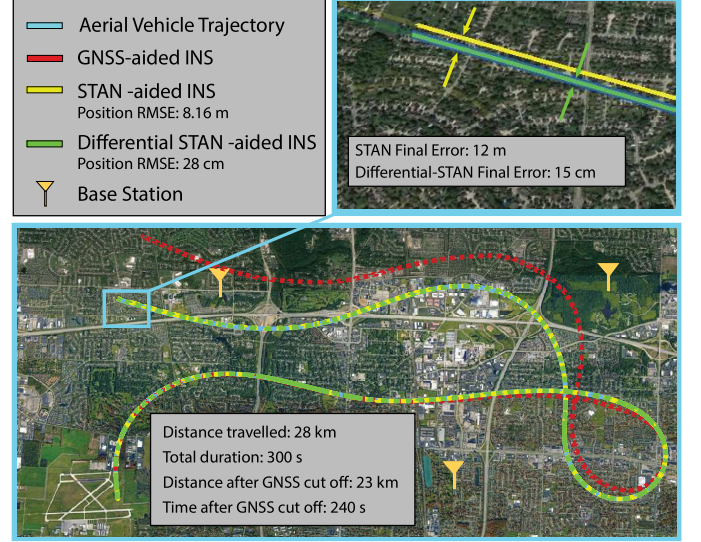 Aerial Vehicle Trajectory
GNSS-aided INS
STAN -aided INS
Position RMSE: 8.16 m
Differential STAN -aided INS
Position RMSE: 28 cm
Base Station
STAN Final Error: 12 m
Differential-STAN Final Error: 15 cm
Distance travelled: 28 km
Total duration: 300 s
Distance after GNSS cut off: 23 km
Time after GNSS cut off: 240 s